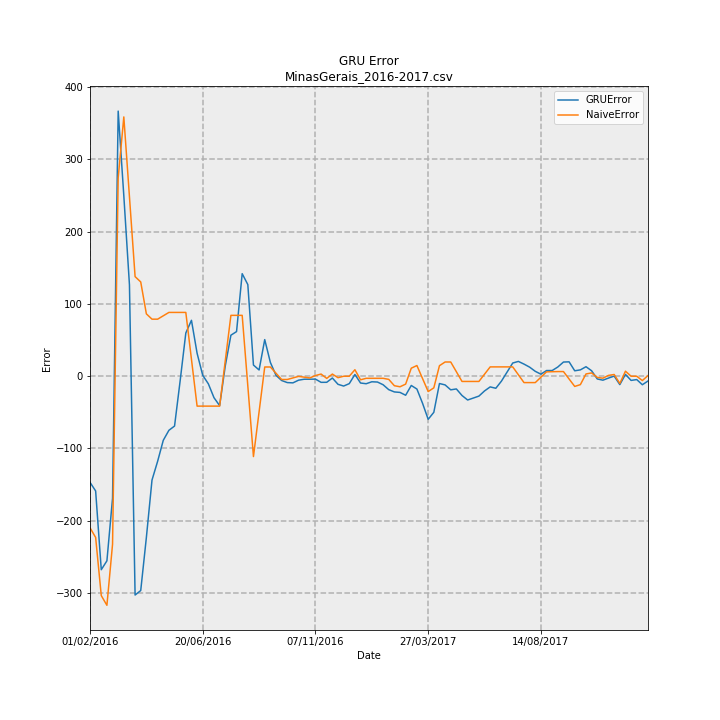 GRU Error
MinasGerais_2016-2017.csv
GRUError
NaiveError
400
300
200
100
0
−100
−200
−300
Error
01/02/2016
20/06/2016
07/11/2016
27/03/2017
14/08/2017
Date